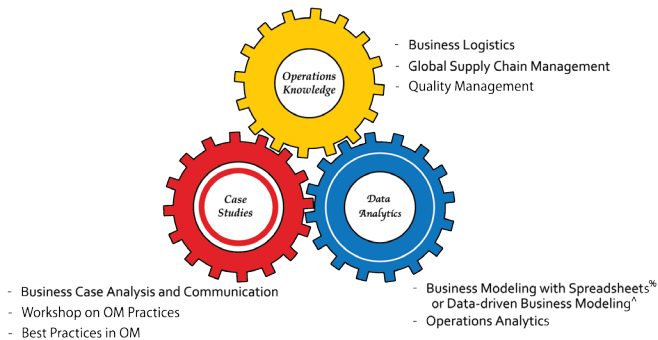 Operations
Knowledge
- Business Logistics
- Global Supply Chain Management
- Quality Management
Case
Studies
Data
Analytics
- Business Case Analysis and Communication
- Workshop on OM Practices
- Best Practices in OM
- Business Modeling with Spreadsheets%
or Data-driven Business Modeling^
- Operations Analytics